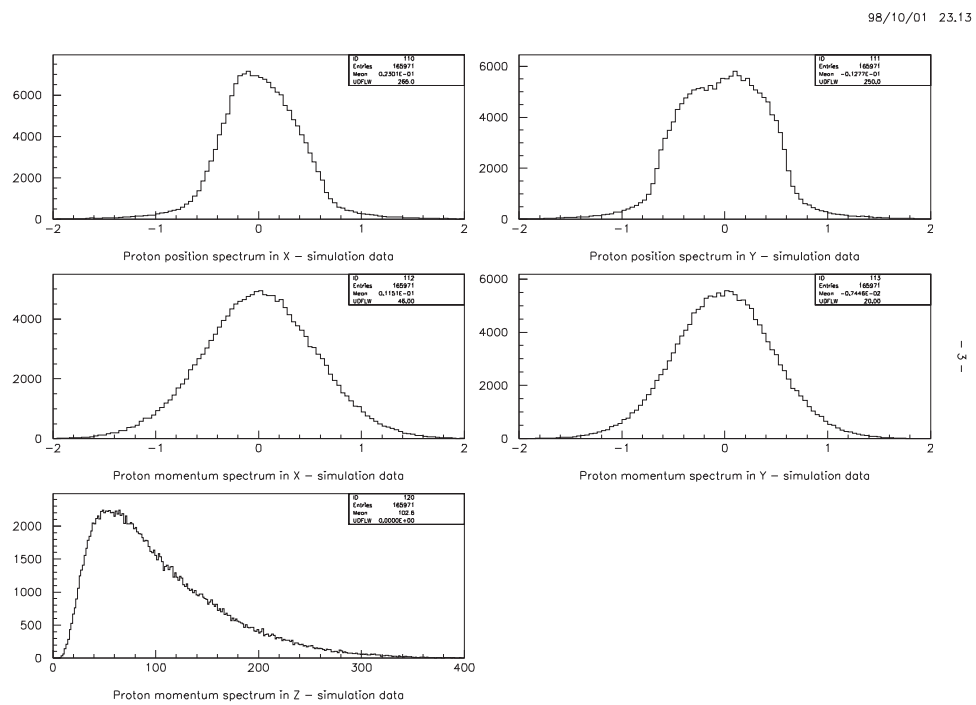 98/10/01 23.13
ID 110
Entries 165971
Mean 0.2301E-01
UDFLW 266.0
6000
4000
2000
0
-2 -1 0 1 2
Proton position spectrum in X - simulation data
ID 111
Entries 165971
Mean -0.1277E-01
UDFLW 250.0
6000
4000
2000
0
-2 -1 0 1 2
Proton position spectrum in Y - simulation data
ID 112
Entries 165971
Mean 0.1151E-01
UDFLW 46.00
4000
2000
0
-2 -1 0 1 2
Proton momentum spectrum in X - simulation data
ID 113
Entries 165971
Mean -0.7446E-02
UDFLW 20.00
6000
4000
2000
0
-2 -1 0 1 2
Proton momentum spectrum in Y - simulation data
- 3 -
ID 120
Entries 165971
Mean 102.6
UDFLW 0.0000E+00
2000
1500
1000
500
0
0 100 200 300 400
Proton momentum spectrum in Z - simulation data